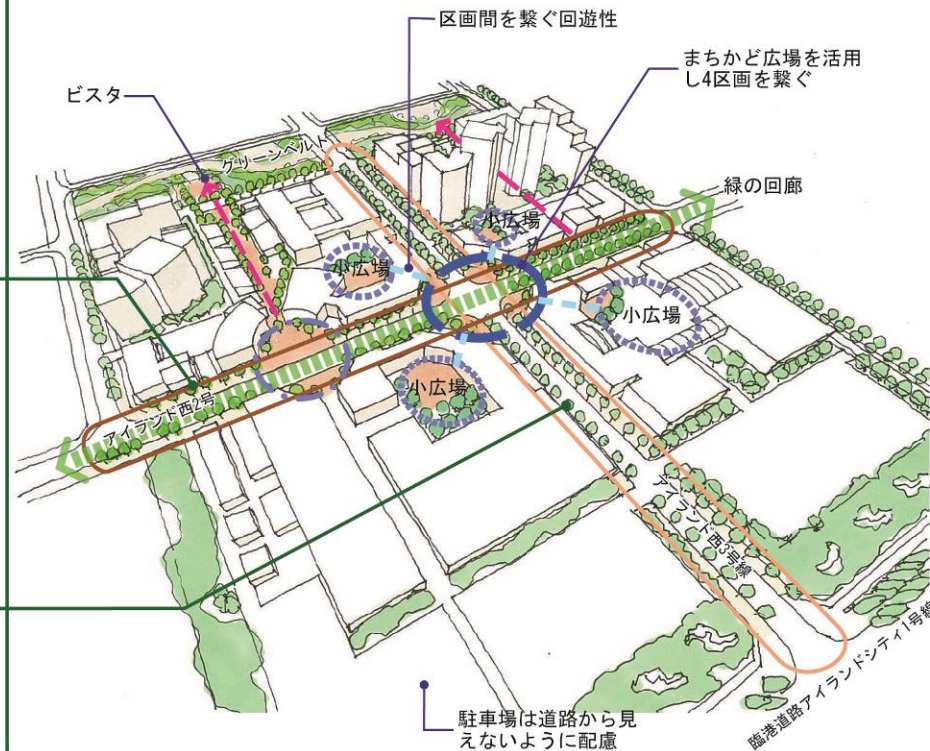 区画間を繋ぐ回遊性
まちかど広場を活用
し4区画を繋ぐ
ビスタ
グリーンベルト
緑の回廊
小広場
小広場
小広場
小広場
アイランド西2号
アイランド西3号線
臨港道路アイランドシティ1号線
駐車場は道路から見
えないように配慮